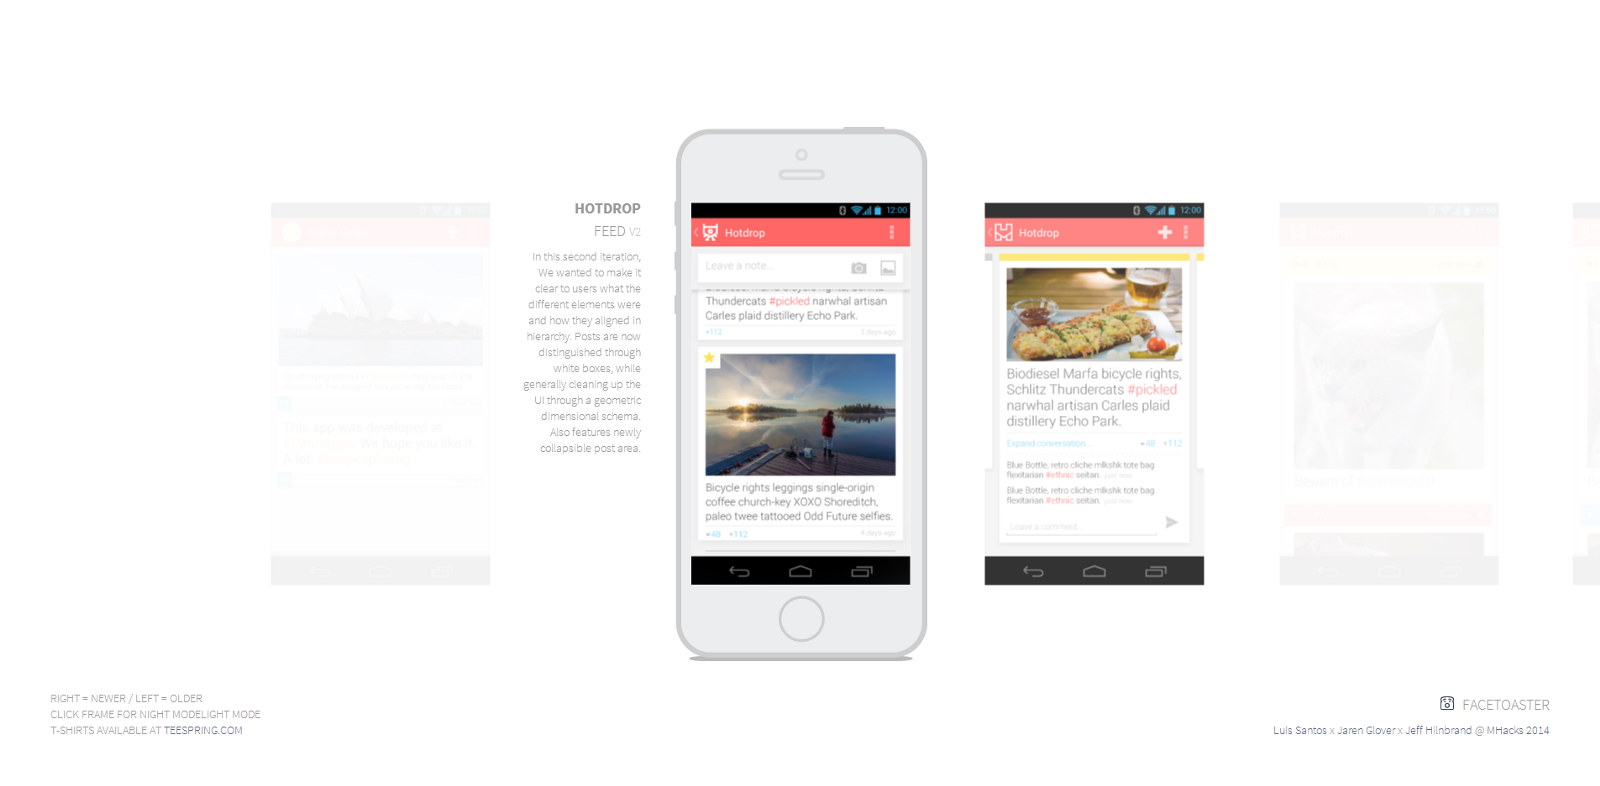 HOTDROP
FEED V2
In this second iteration,
We wanted to make it
clear to users what the
different elements were
and how they aligned in
hierarchy. Posts are now
distinguished through
white boxes, while
generally cleaning up the
UI through a geometric
dimensional schema.
Also features newly
collapsible post area.
12:00
Hotdrop
Leave a note...
Thundercats #pickled narwhal artisan
Carles plaid distillery Echo Park.
+112
3 days ago
Bicycle rights leggings single-origin
coffee church-key XOXO Shoreditch,
paleo twee tattooed Odd Future selfies.
48 +112
4 days ago
12:00
Hotdrop
Biodiesel Marfa bicycle rights,
Schlitz Thundercats #pickled
narwhal artisan Carles plaid
distillery Echo Park.
Expand conversation...
48 +112
Blue Bottle, retro cliche mlkshk tote bag
flexitarian #ethnic seitan. just now
Blue Bottle, retro cliche mlkshk tote bag
flexitarian #ethnic seitan. just now
Leave a comment...
This app was developed at
We hope you like it
A lot.
RIGHT = NEWER / LEFT = OLDER
CLICK FRAME FOR NIGHT MODELIGHT MODE
T-SHIRTS AVAILABLE AT TEESPRING.COM
FACETOASTER
Luis Santos x Jaren Glover x Jeff Hilnbrand @ MHacks 2014